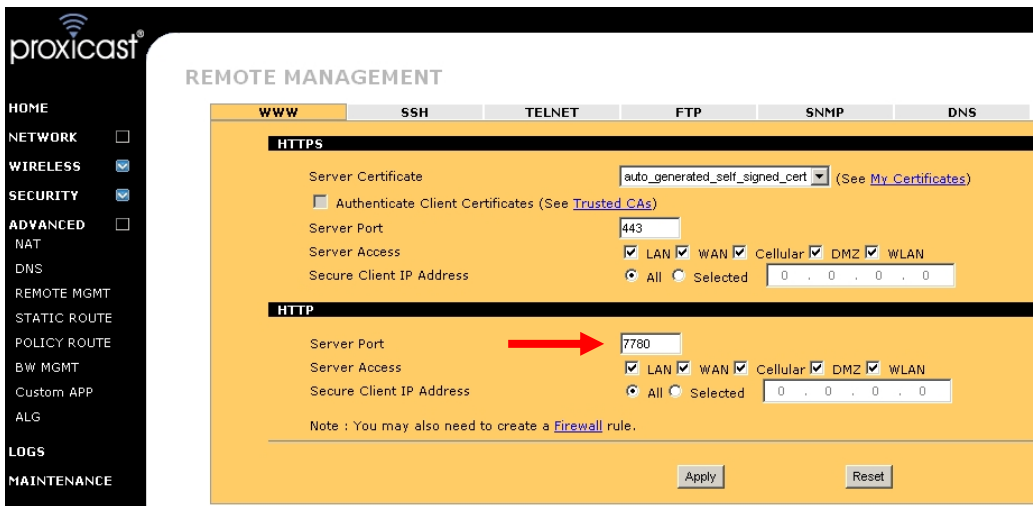 proxicast®
REMOTE MANAGEMENT
HOME
NETWORK
WIRELESS
SECURITY
ADVANCED
NAT
DNS
REMOTE MGMT
STATIC ROUTE
POLICY ROUTE
BW MGMT
Custom APP
ALG
LOGS
MAINTENANCE
WWW SSH TELNET FTP SNMP DNS
HTTPS
Server Certificate auto_generated_self_signed_cert (See My Certificates)
Authenticate Client Certificates (See Trusted CAs)
Server Port 443
Server Access LAN WAN Cellular DMZ WLAN
Secure Client IP Address All Selected 0 . 0 . 0 . 0
HTTP
Server Port 7780
Server Access LAN WAN Cellular DMZ WLAN
Secure Client IP Address All Selected 0 . 0 . 0 . 0
Note : You may also need to create a Firewall rule.
Apply Reset